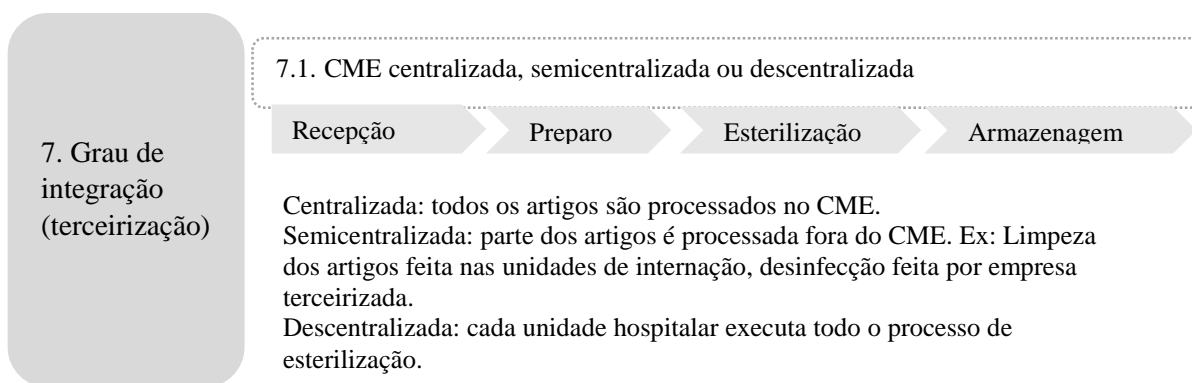 7. Grau de
integração
(terceirização)
7.1. CME centralizada, semicentralizada ou descentralizada
Recepção Preparo Esterilização Armazenagem
Centralizada: todos os artigos são processados no CME.
Semicentralizada: parte dos artigos é processada fora do CME. Ex: Limpeza
dos artigos feita nas unidades de internação, desinfecção feita por empresa
terceirizada.
Descentralizada: cada unidade hospitalar executa todo o processo de
esterilização.